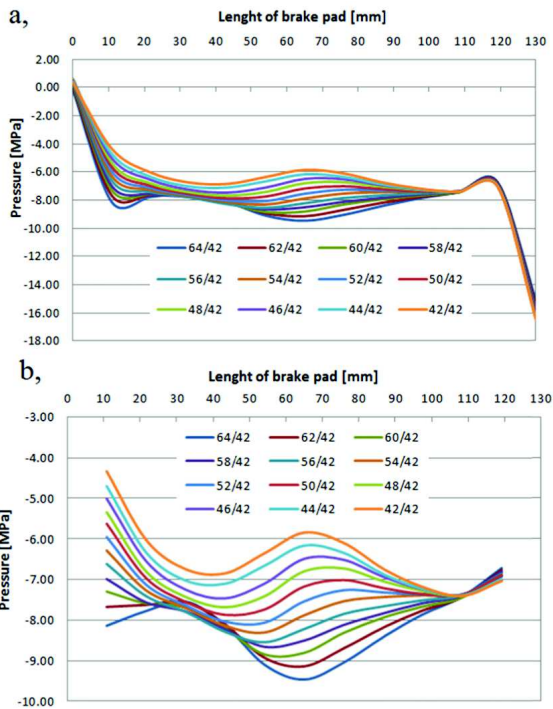 a,
Lenght of brake pad [mm]
0 10 20 30 40 50 60 70 80 90 100 110 120 130
2.00
0.00
-2.00
-4.00
-6.00
-8.00
-10.00
-12.00
-14.00
-16.00
-18.00
Pressure [MPa]
64/42 62/42 60/42 58/42
56/42 54/42 52/42 50/42
48/42 46/42 44/42 42/42
b,
Lenght of brake pad [mm]
0 10 20 30 40 50 60 70 80 90 100 110 120 130
-3.00
-4.00
-5.00
-6.00
-7.00
-8.00
-9.00
-10.00
Pressure [MPa]
64/42 62/42 60/42
58/42 56/42 54/42
52/42 50/42 48/42
46/42 44/42 42/42